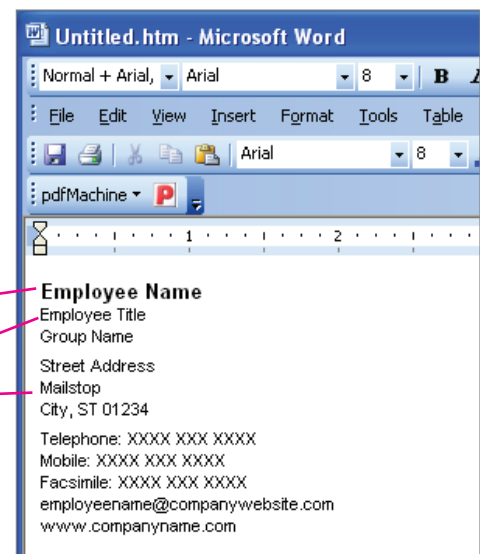 Untitled.htm - Microsoft Word
Normal + Arial, Arial 8 B
File Edit View Insert Format Tools Table
Arial 8
pdfMachine P
1 2
Employee Name
Employee Title
Group Name
Street Address
Mailstop
City, ST 01234
Telephone: XXXX XXX XXXX
Mobile: XXXX XXX XXXX
Facsimile: XXXX XXX XXXX
employeename@companywebsite.com
www.companyname.com